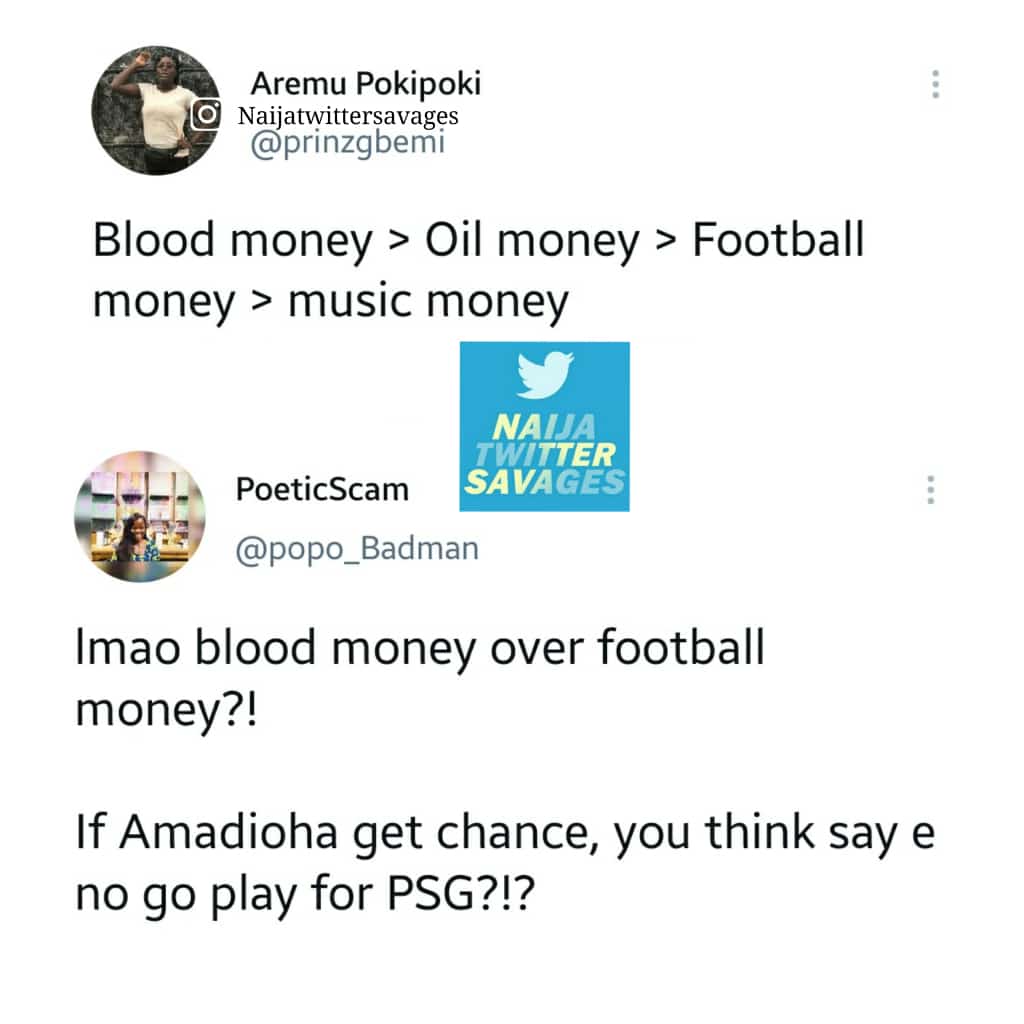 Aremu Pokipoki
Naijatwittersavages
@prinzgbemi
Blood money > Oil money > Football
money > music money
NAIJA
TWITTER
SAVAGES
PoeticScam
@popo_Badman
lmao blood money over football
money?!
If Amadioha get chance, you think say e
no go play for PSG?!?